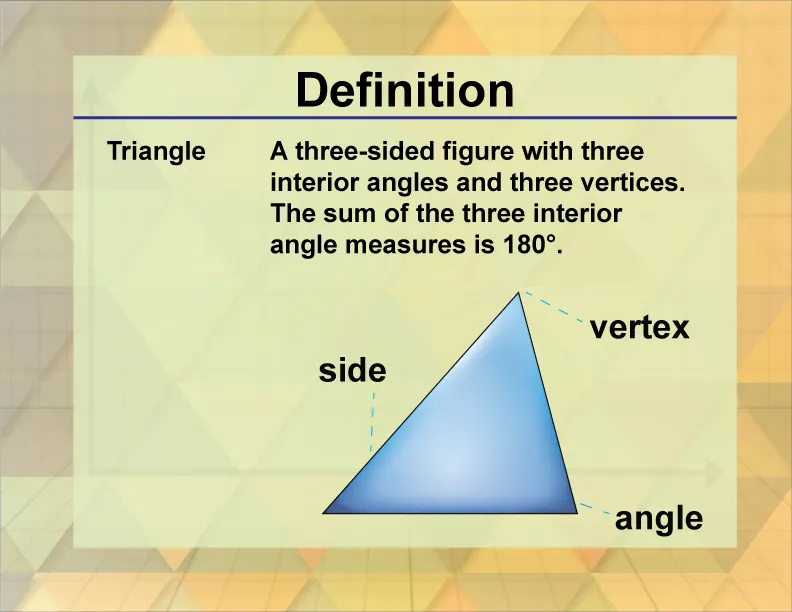 Definition
Triangle
A three-sided figure with three
interior angles and three vertices.
The sum of the three interior
angle measures is 180°.
vertex
side
angle